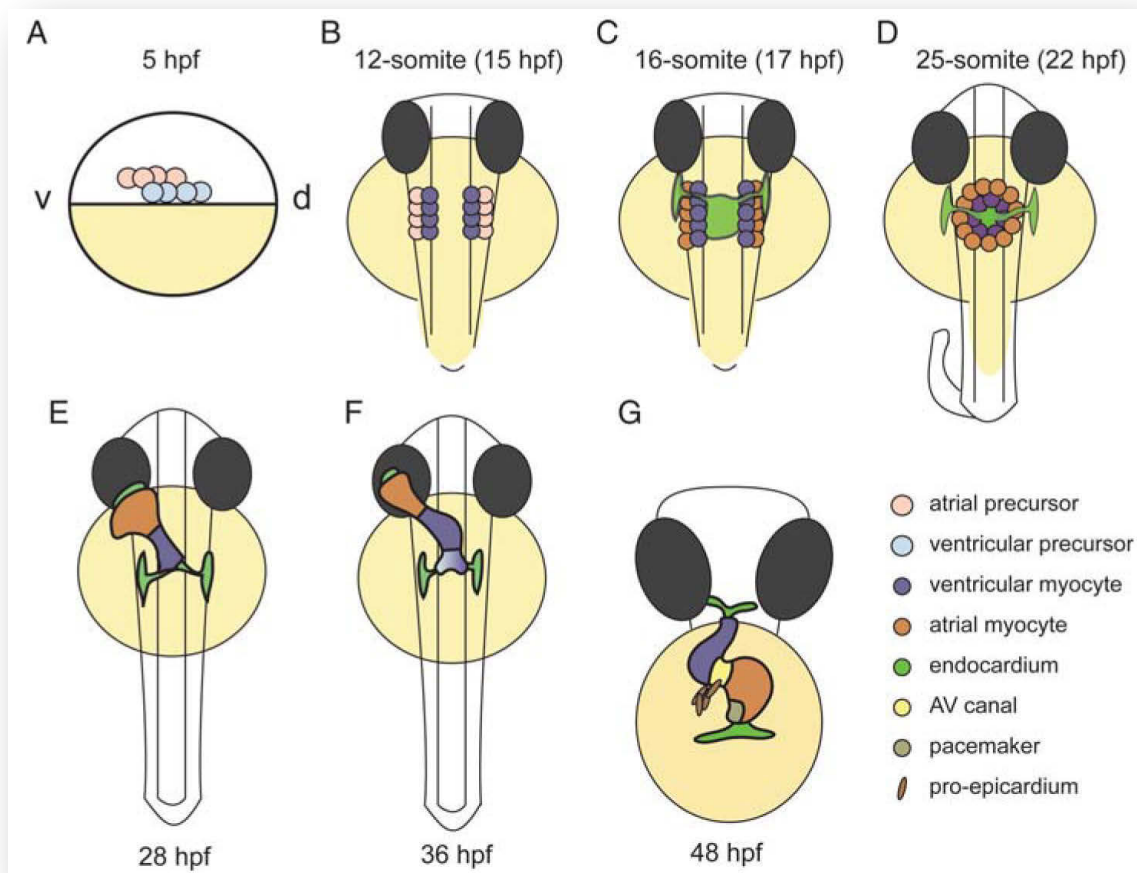 A
5 hpf
v
d
B
12-somite (15 hpf)
C
16-somite (17 hpf)
D
25-somite (22 hpf)
E
28 hpf
F
36 hpf
G
48 hpf
atrial precursor
ventricular precursor
ventricular myocyte
atrial myocyte
endocardium
AV canal
pacemaker
pro-epicardium